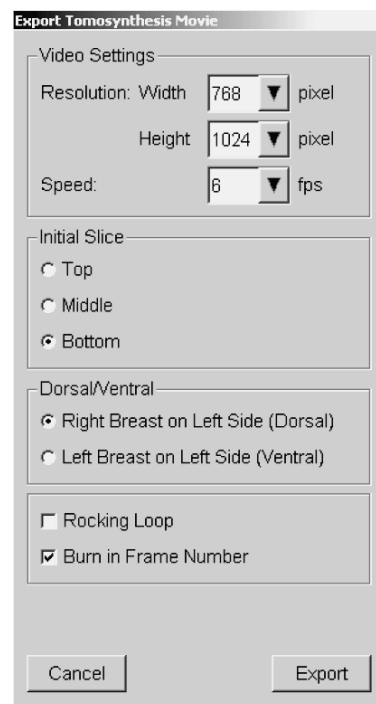 Export Tomosynthesis Movie
Video Settings
Resolution: Width 768 pixel
Height 1024 pixel
Speed: 6 fps
Initial Slice
Top
Middle
Bottom
Dorsal/Ventral
Right Breast on Left Side (Dorsal)
Left Breast on Left Side (Ventral)
Rocking Loop
Burn in Frame Number
Cancel Export